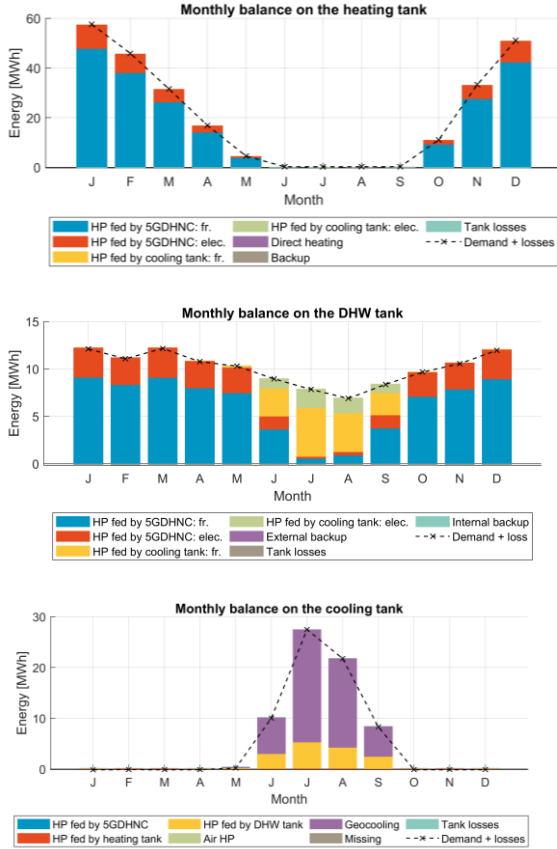 Monthly balance on the heating tank
Energy [MWh]
60
40
20
0
J F M A M J J A S O N D
Month
HP fed by 5GDHNC: fr. HP fed by cooling tank: elec. Tank losses
HP fed by 5GDHNC: elec. Direct heating Demand + losses
HP fed by cooling tank: fr. Backup
Monthly balance on the DHW tank
Energy [MWh]
15
10
5
0
J F M A M J J A S O N D
Month
HP fed by 5GDHNC: fr. HP fed by cooling tank: elec. Internal backup
HP fed by 5GDHNC: elec. External backup Demand + loss
HP fed by cooling tank: fr. Tank losses
Monthly balance on the cooling tank
Energy [MWh]
30
20
10
0
J F M A M J J A S O N D
Month
HP fed by 5GDHNC HP fed by DHW tank Geocooling Tank losses
HP fed by heating tank Air HP Missing Demand + losses